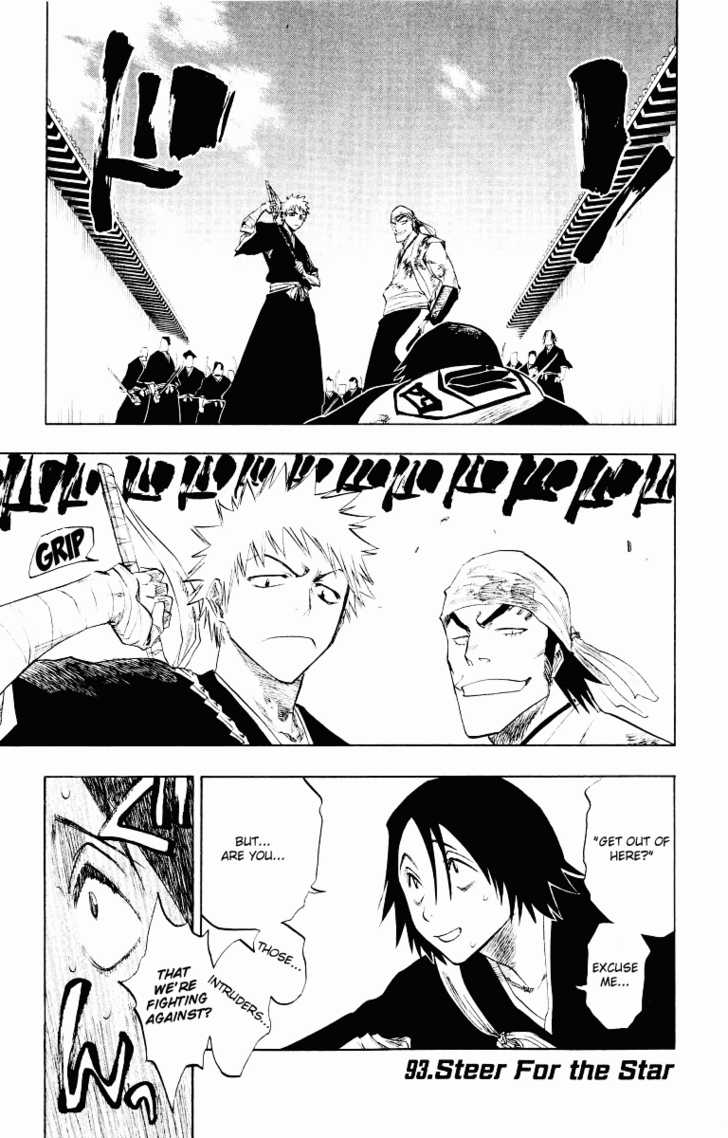 ド
GRIP
"GET OUT OF
HERE?"
EXCUSE
ME...
BUT...
ARE YOU...
THOSE...
INTRUDERS...
THAT
WE'RE
FIGHTING
AGAINST?
93.Steer For the Star